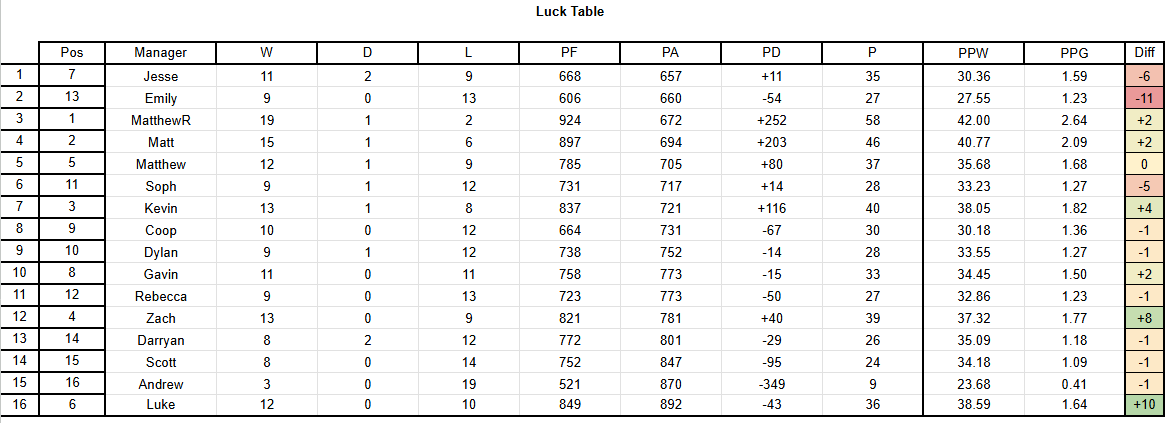 Luck Table
Pos Manager W D L PF PA PD P PPW PPG Diff
1 7 Jesse 11 2 9 668 657 +11 35 30.36 1.59 -6
2 13 Emily 9 0 13 606 660 -54 27 27.55 1.23 -11
3 1 MatthewR 19 1 2 924 672 +252 58 42.00 2.64 +2
4 2 Matt 15 1 6 897 694 +203 46 40.77 2.09 +2
5 5 Matthew 12 1 9 785 705 +80 37 35.68 1.68 0
6 11 Soph 9 1 12 731 717 +14 28 33.23 1.27 -5
7 3 Kevin 13 1 8 837 721 +116 40 38.05 1.82 +4
8 9 Coop 10 0 12 664 731 -67 30 30.18 1.36 -1
9 10 Dylan 9 1 12 738 752 -14 28 33.55 1.27 -1
10 8 Gavin 11 0 11 758 773 -15 33 34.45 1.50 +2
11 12 Rebecca 9 0 13 723 773 -50 27 32.86 1.23 -1
12 4 Zach 13 0 9 821 781 +40 39 37.32 1.77 +8
13 14 Darryan 8 2 12 772 801 -29 26 35.09 1.18 -1
14 15 Scott 8 0 14 752 847 -95 24 34.18 1.09 -1
15 16 Andrew 3 0 19 521 870 -349 9 23.68 0.41 -1
16 6 Luke 12 0 10 849 892 -43 36 38.59 1.64 +10